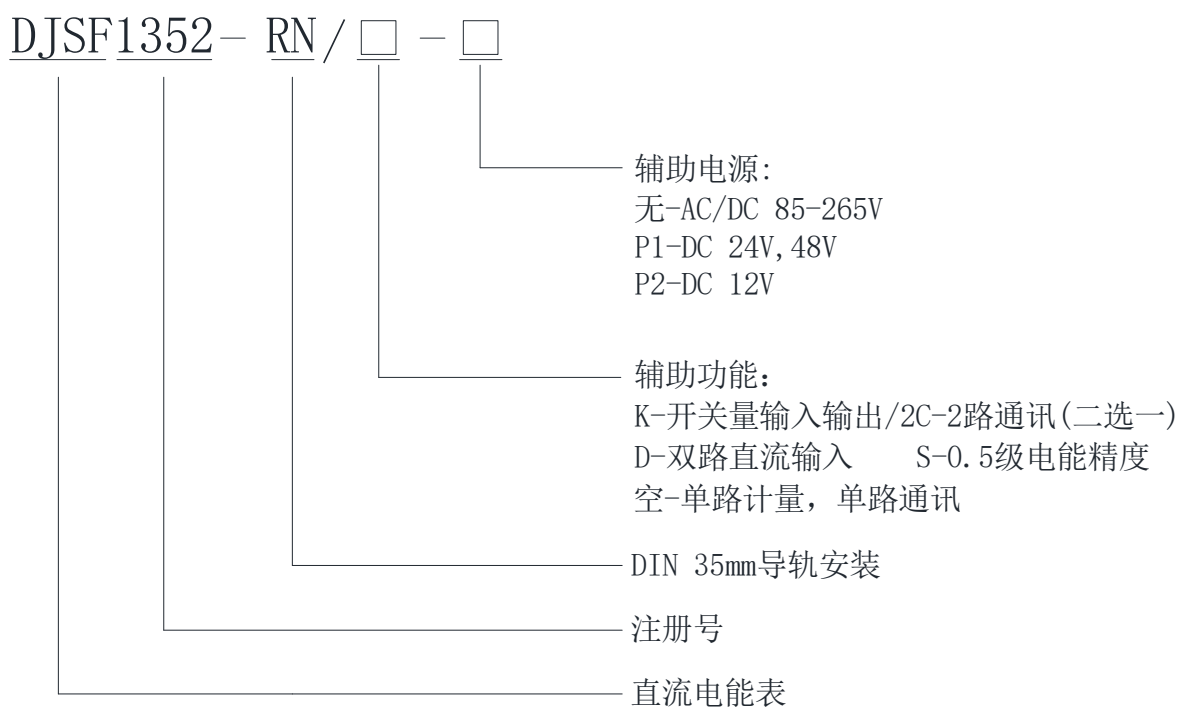 DJSF1352- RN/□-□
辅助电源:
无-AC/DC 85-265V
P1-DC 24V,48V
P2-DC 12V
辅助功能：
K-开关量输入输出/2C-2路通讯(二选一)
D-双路直流输入 S-0.5级电能精度
空-单路计量，单路通讯
DIN 35mm导轨安装
注册号
直流电能表